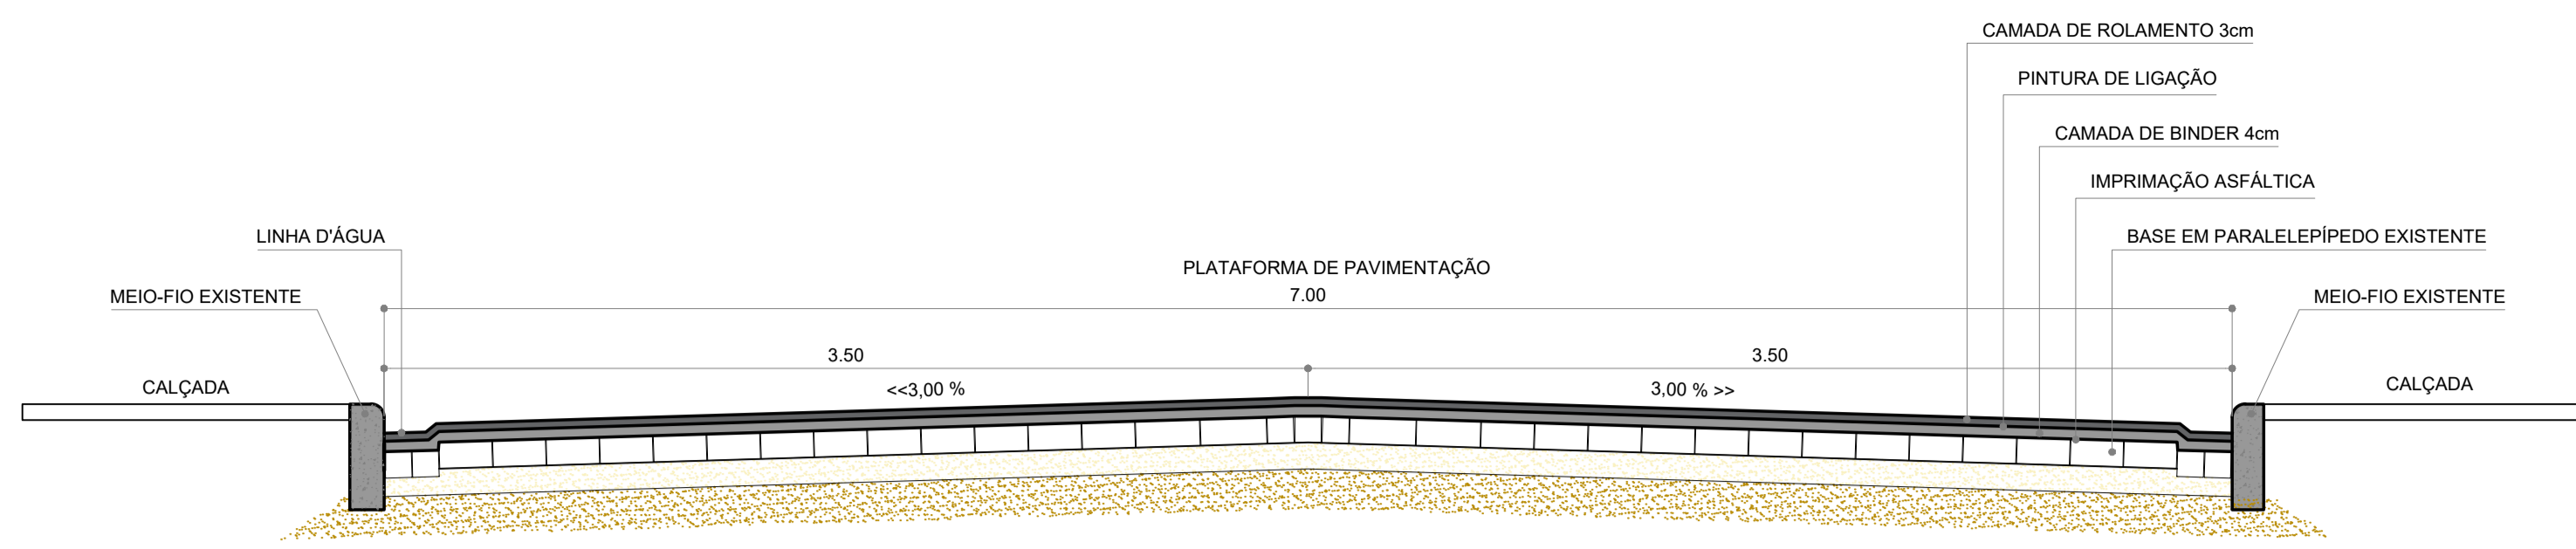 CAMADA DE ROLAMENTO 3cm
PINTURA DE LIGAÇÃO
CAMADA DE BINDER 4cm
IMPRIMAÇÃO ASFÁLTICA
LINHA D'ÁGUA
BASE EM PARALELEPÍPEDO EXISTENTE
PLATAFORMA DE PAVIMENTAÇÃO
7.00
MEIO-FIO EXISTENTE
MEIO-FIO EXISTENTE
3.50
3.50
CALÇADA
<<3,00 %
3,00 % >>
CALÇADA